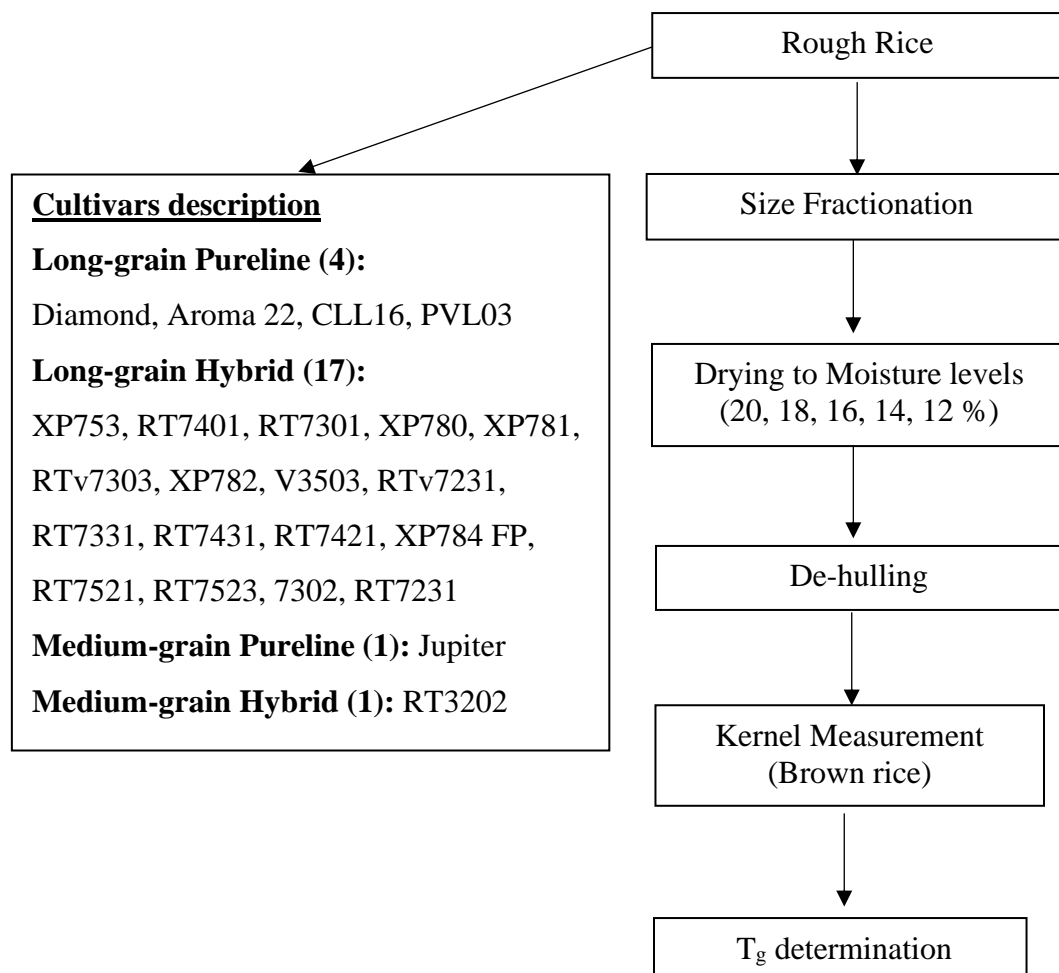 Rough Rice
Size Fractionation
Drying to Moisture levels
(20, 18, 16, 14, 12 %)
De-hulling
Kernel Measurement
(Brown rice)
Tg determination
Cultivars description
Long-grain Pureline (4):
Diamond, Aroma 22, CLL16, PVL03
Long-grain Hybrid (17):
XP753, RT7401, RT7301, XP780, XP781,
RTv7303, XP782, V3503, RTv7231,
RT7331, RT7431, RT7421, XP784 FP,
RT7521, RT7523, 7302, RT7231
Medium-grain Pureline (1): Jupiter
Medium-grain Hybrid (1): RT3202